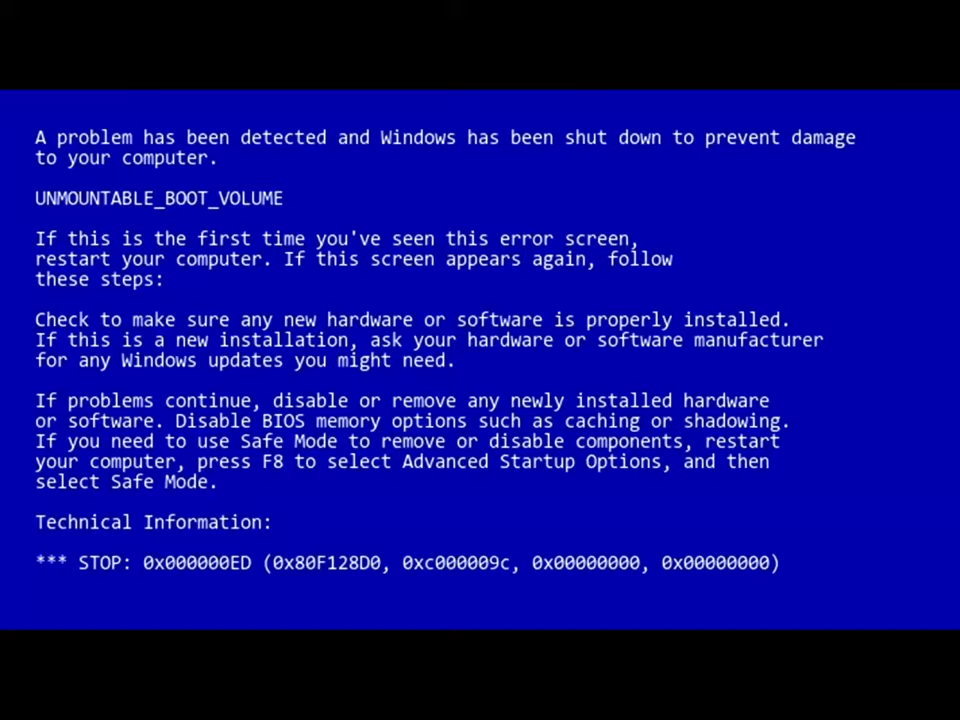 A problem has been detected and Windows has been shut down to prevent damage
to your computer.
UNMOUNTABLE_BOOT_VOLUME
If this is the first time you've seen this error screen,
restart your computer. If this screen appears again, follow
these steps:
Check to make sure any new hardware or software is properly installed.
If this is a new installation, ask your hardware or software manufacturer
for any Windows updates you might need.
If problems continue, disable or remove any newly installed hardware
or software. Disable BIOS memory options such as caching or shadowing.
If you need to use Safe Mode to remove or disable components, restart
your computer, press F8 to select Advanced Startup Options, and then
select Safe Mode.
Technical Information:
*** STOP: 0x000000ED (0x80F128D0, 0xc000009c, 0x00000000, 0x00000000)